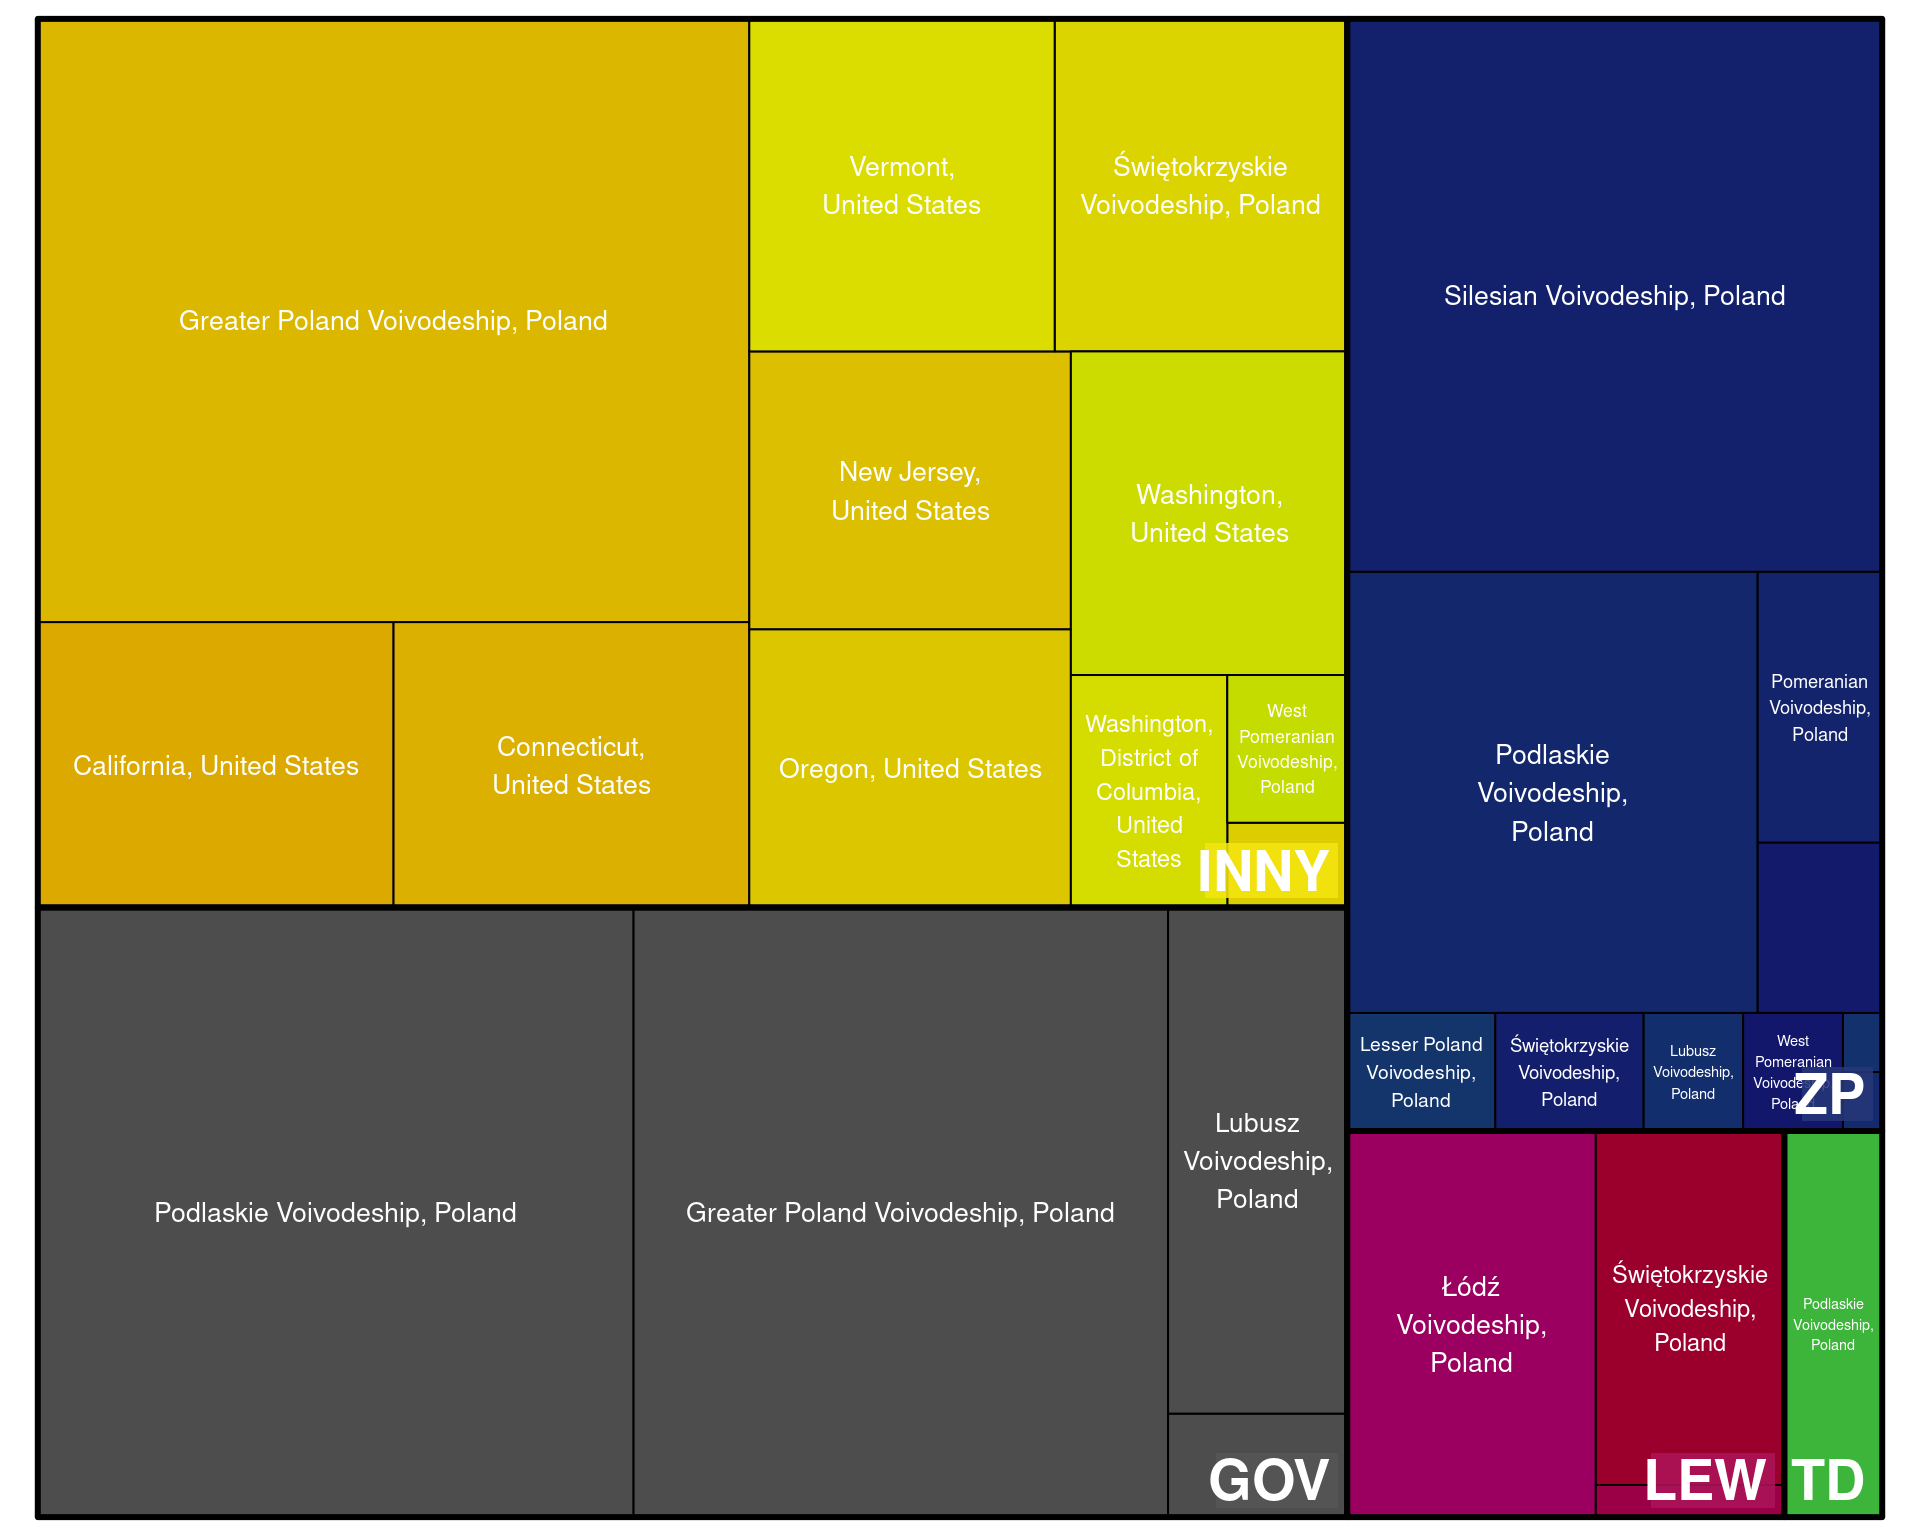 Greater Poland Voivodeship, Poland
Vermont,
United States
Świętokrzyskie
Voivodeship, Poland
New Jersey,
United States
Washington,
United States
California, United States
Connecticut,
United States
Oregon, United States
Washington,
District of
Columbia,
United
States
West
Pomeranian
Voivodeship,
Poland
INNY
Podlaskie Voivodeship, Poland
Greater Poland Voivodeship, Poland
Lubusz
Voivodeship,
Poland
GOV
Silesian Voivodeship, Poland
Podlaskie
Voivodeship,
Poland
Pomeranian
Voivodeship,
Poland
Lesser Poland
Voivodeship,
Poland
Świętokrzyskie
Voivodeship,
Poland
Lubusz
Voivodeship,
Poland
West
Pomeranian
Voivodeship,
Poland
ZP
Łódź
Voivodeship,
Poland
Świętokrzyskie
Voivodeship,
Poland
LEW
Podlaskie
Voivodeship,
Poland
TD